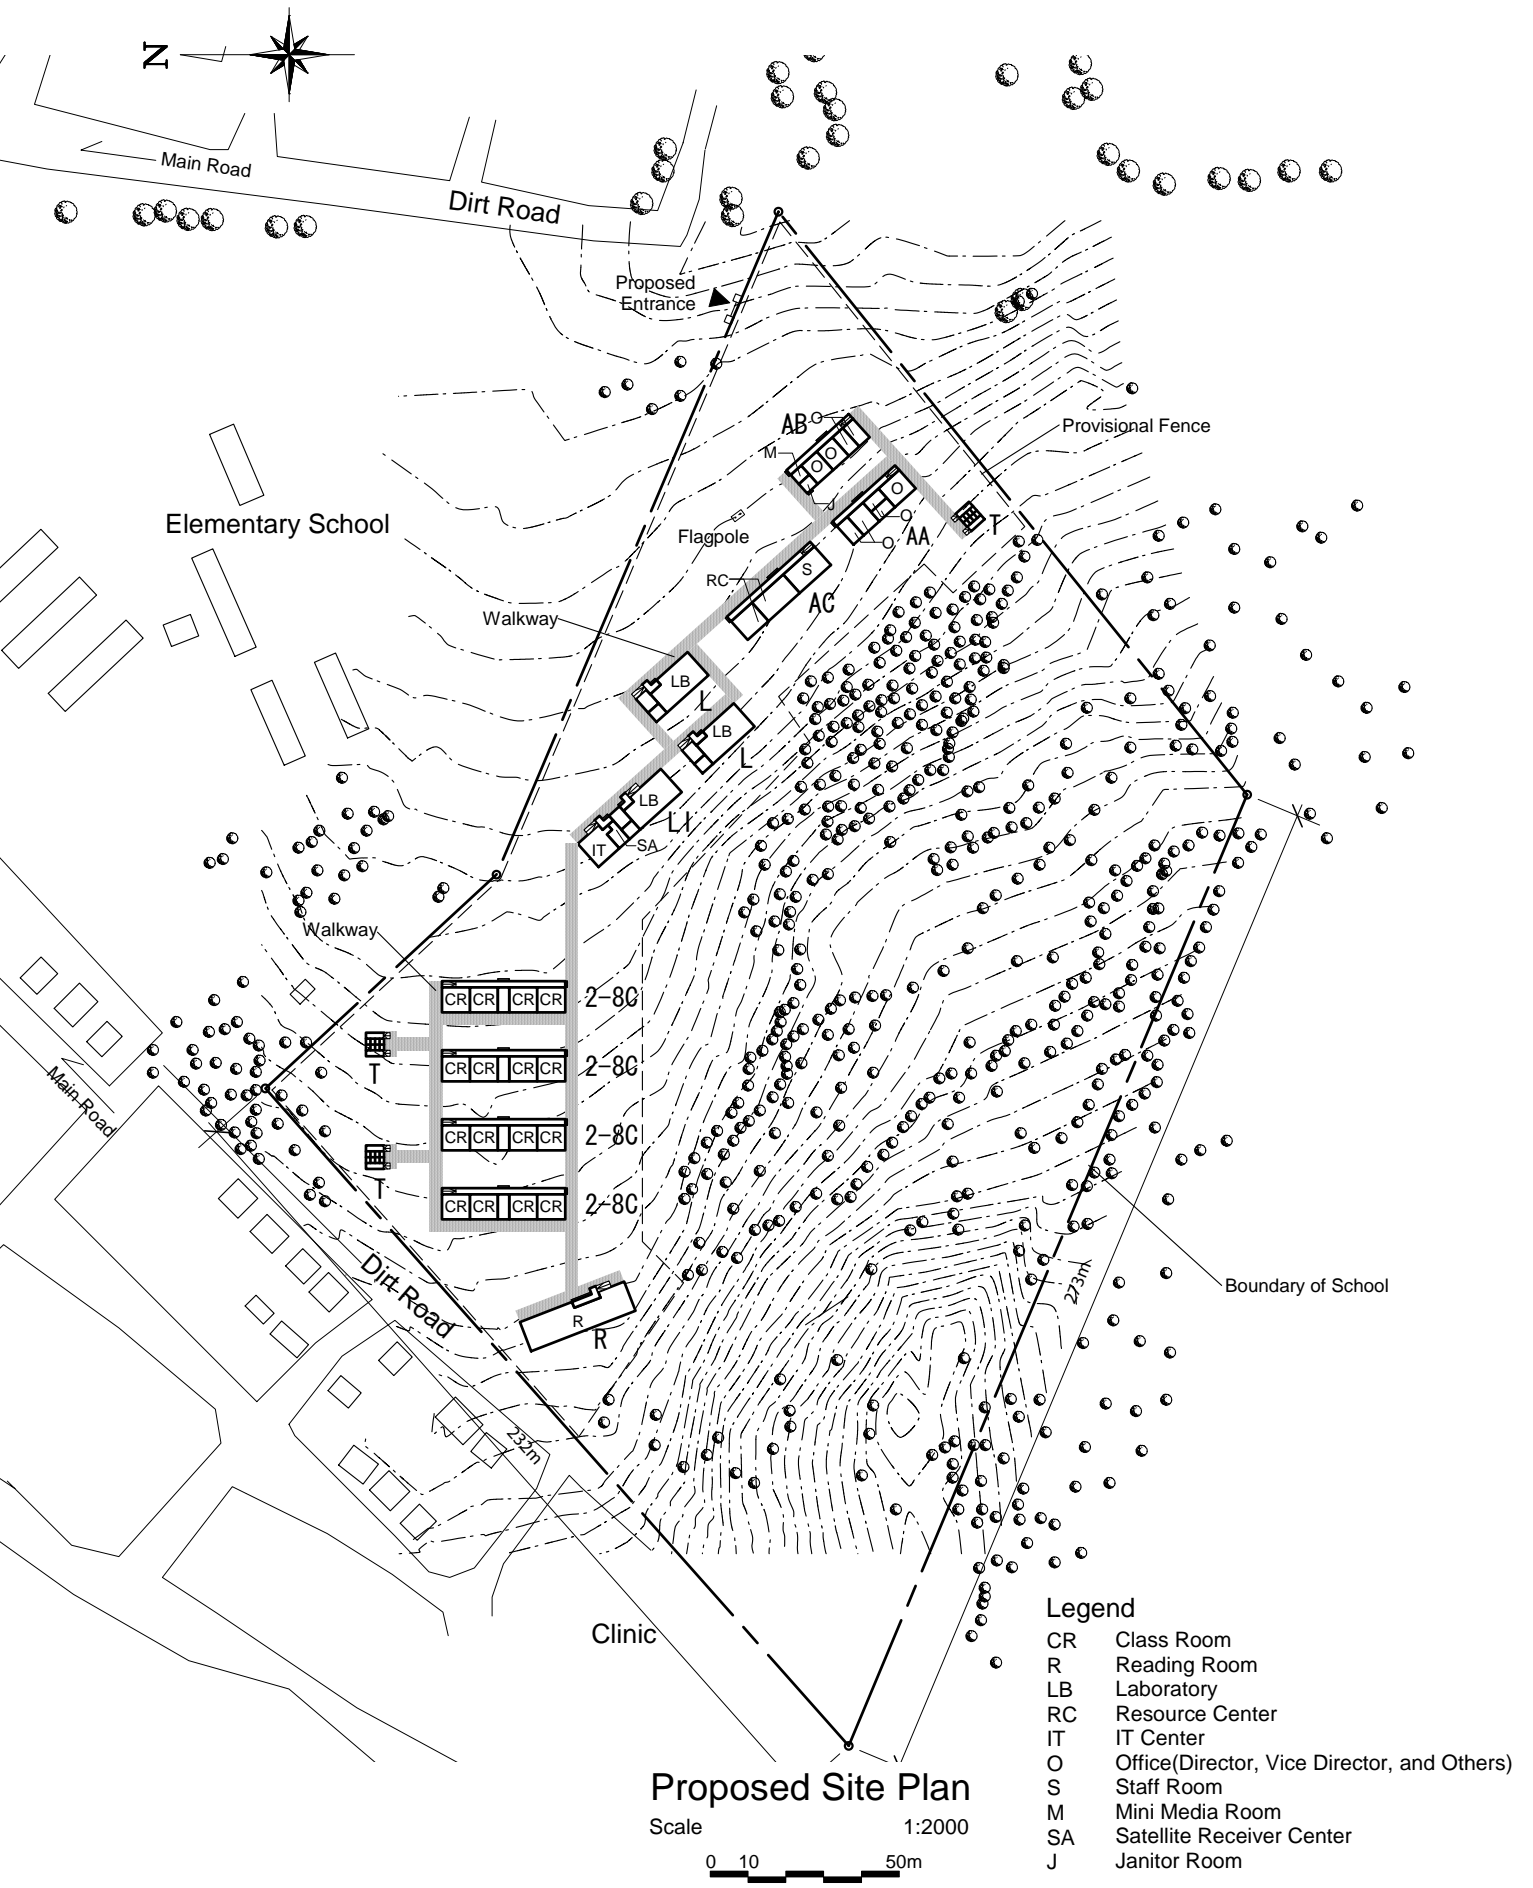 N
Main Road
Dirt Road
Proposed
Entrance
AB
O
M
O
O
J
Provisional Fence
O
O
O
AA
T
Elementary School
Flagpole
S
RC
AC
Walkway
LB
L
LB
L
LB
LI
IT
SA
Walkway
CR CR CR CR
2-8C
T
CR CR CR CR
2-8C
Main Road
CR CR CR CR
2-8C
T
CR CR CR CR
2-8C
Dirt Road
R
R
273m
Boundary of School
232m
Clinic
Legend
CR Class Room
R Reading Room
LB Laboratory
RC Resource Center
IT IT Center
O Office(Director, Vice Director, and Others)
S Staff Room
M Mini Media Room
SA Satellite Receiver Center
J Janitor Room
Proposed Site Plan
Scale 1:2000
0 10 50m